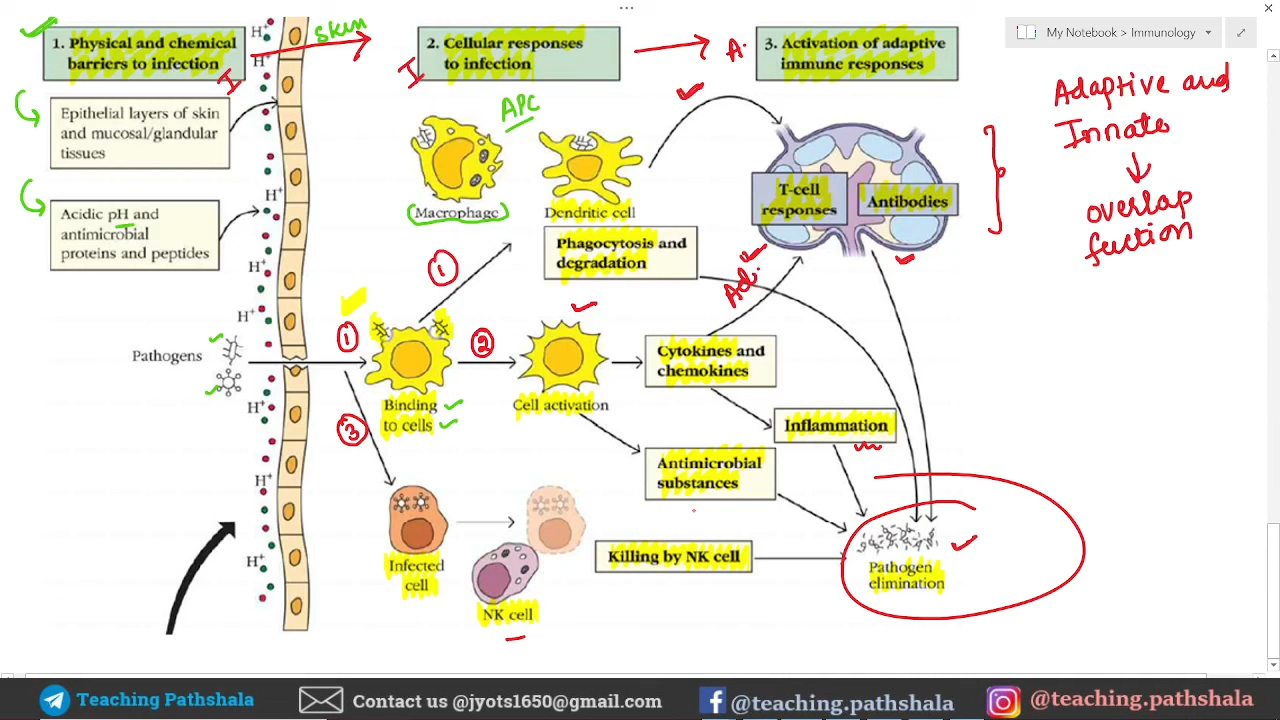 My Notebook > Immunology
1. Physical and chemical
barriers to infection
I
skin
2. Cellular responses
to infection
I
A.
3. Activation of adaptive
immune responses
Adaptive and
Innate
overlap
fuction
Epithelial layers of skin
and mucosal/glandular
tissues
Acidic pH and
antimicrobial
proteins and peptides
H+
H+
H+
H+
H+
H+
H+
H+
H+
H+
APC
Macrophage
Dendritic cell
Phagocytosis and
degradation
T-cell
responses
Antibodies
Ad.
Pathogens
1
1
2
3
Binding
to cells
Cell activation
Cytokines and
chemokines
Inflammation
Antimicrobial
substances
Infected
cell
NK cell
Killing by NK cell
Pathogen
elimination
Teaching Pathshala
Contact us @jyots1650@gmail.com
@teaching.pathshala
@teaching.pathshala